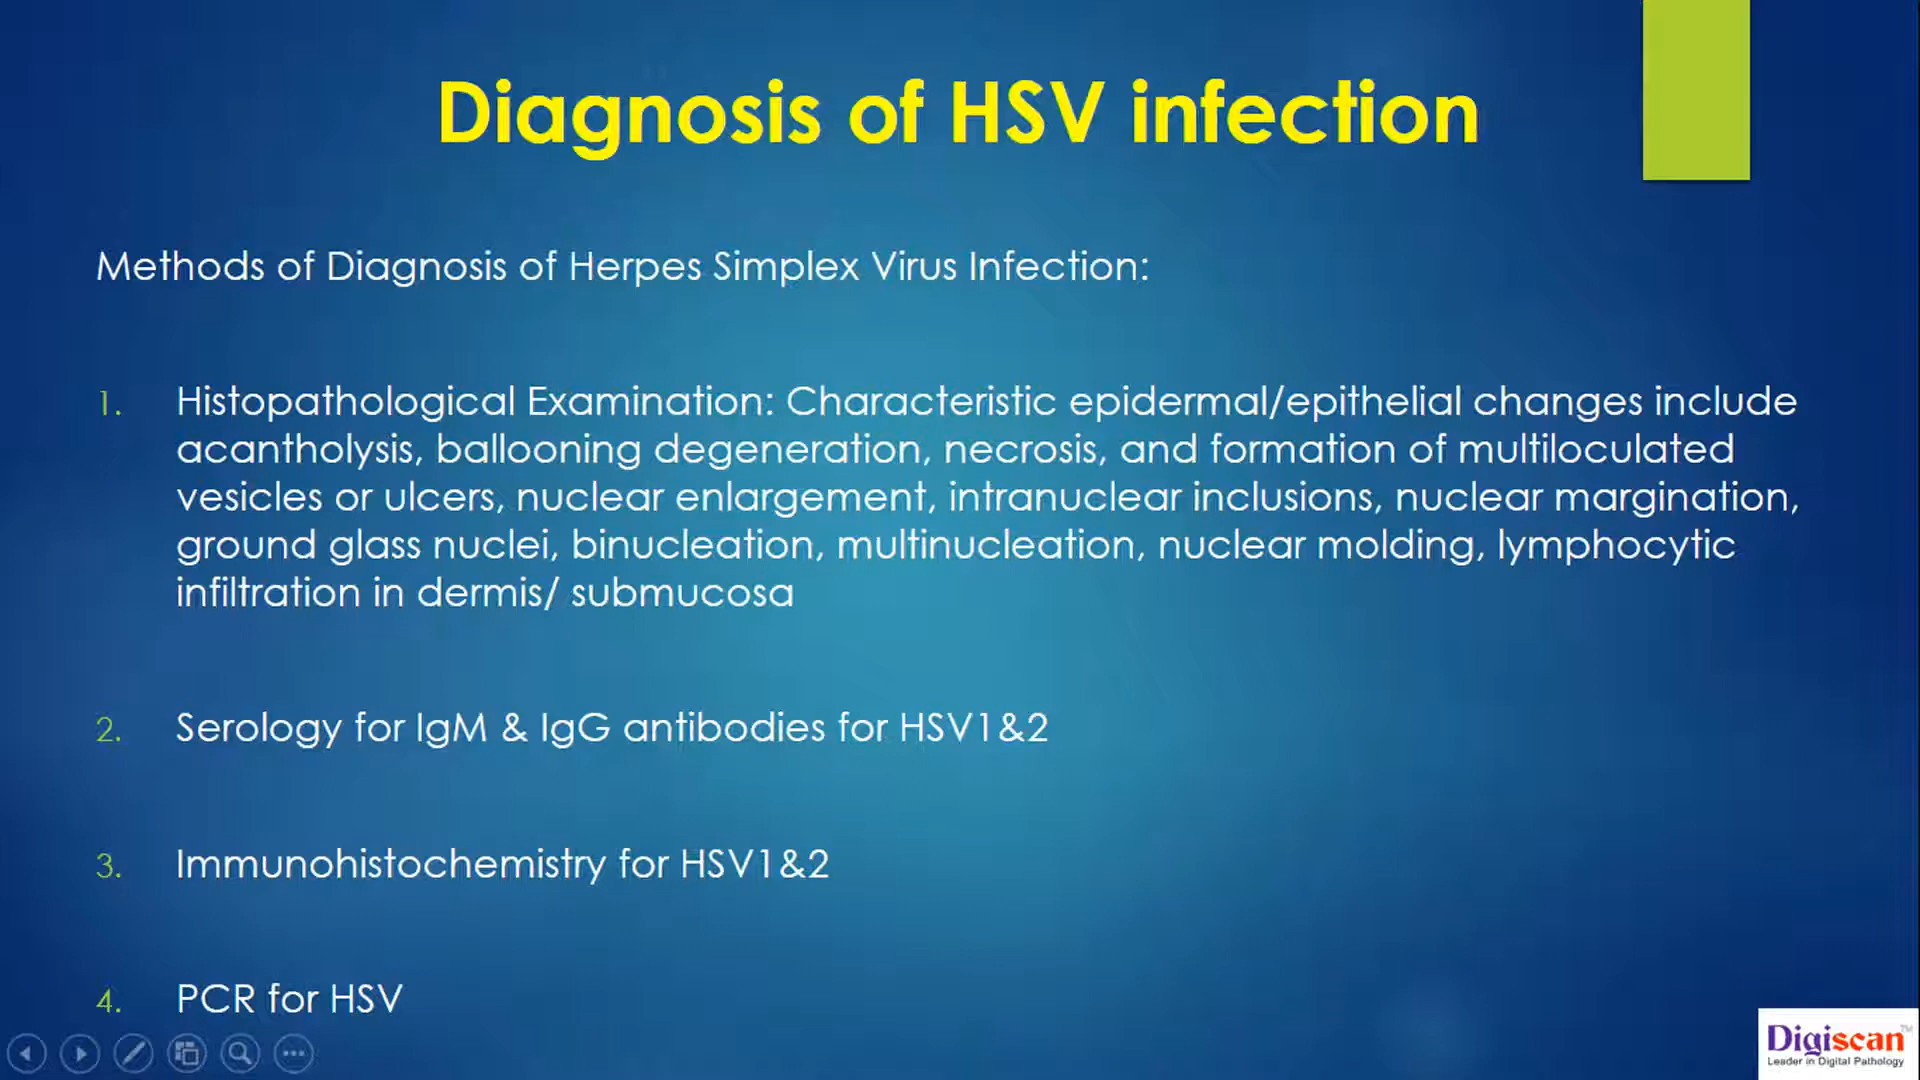 Diagnosis of HSV infection
Methods of Diagnosis of Herpes Simplex Virus Infection:
1. Histopathological Examination: Characteristic epidermal/epithelial changes include
acantholysis, ballooning degeneration, necrosis, and formation of multiloculated
vesicles or ulcers, nuclear enlargement, intranuclear inclusions, nuclear margination,
ground glass nuclei, binucleation, multinucleation, nuclear molding, lymphocytic
infiltration in dermis/ submucosa
2. Serology for IgM & IgG antibodies for HSV1&2
3. Immunohistochemistry for HSV1&2
4. PCR for HSV
Digiscan™
Leader in Digital Pathology